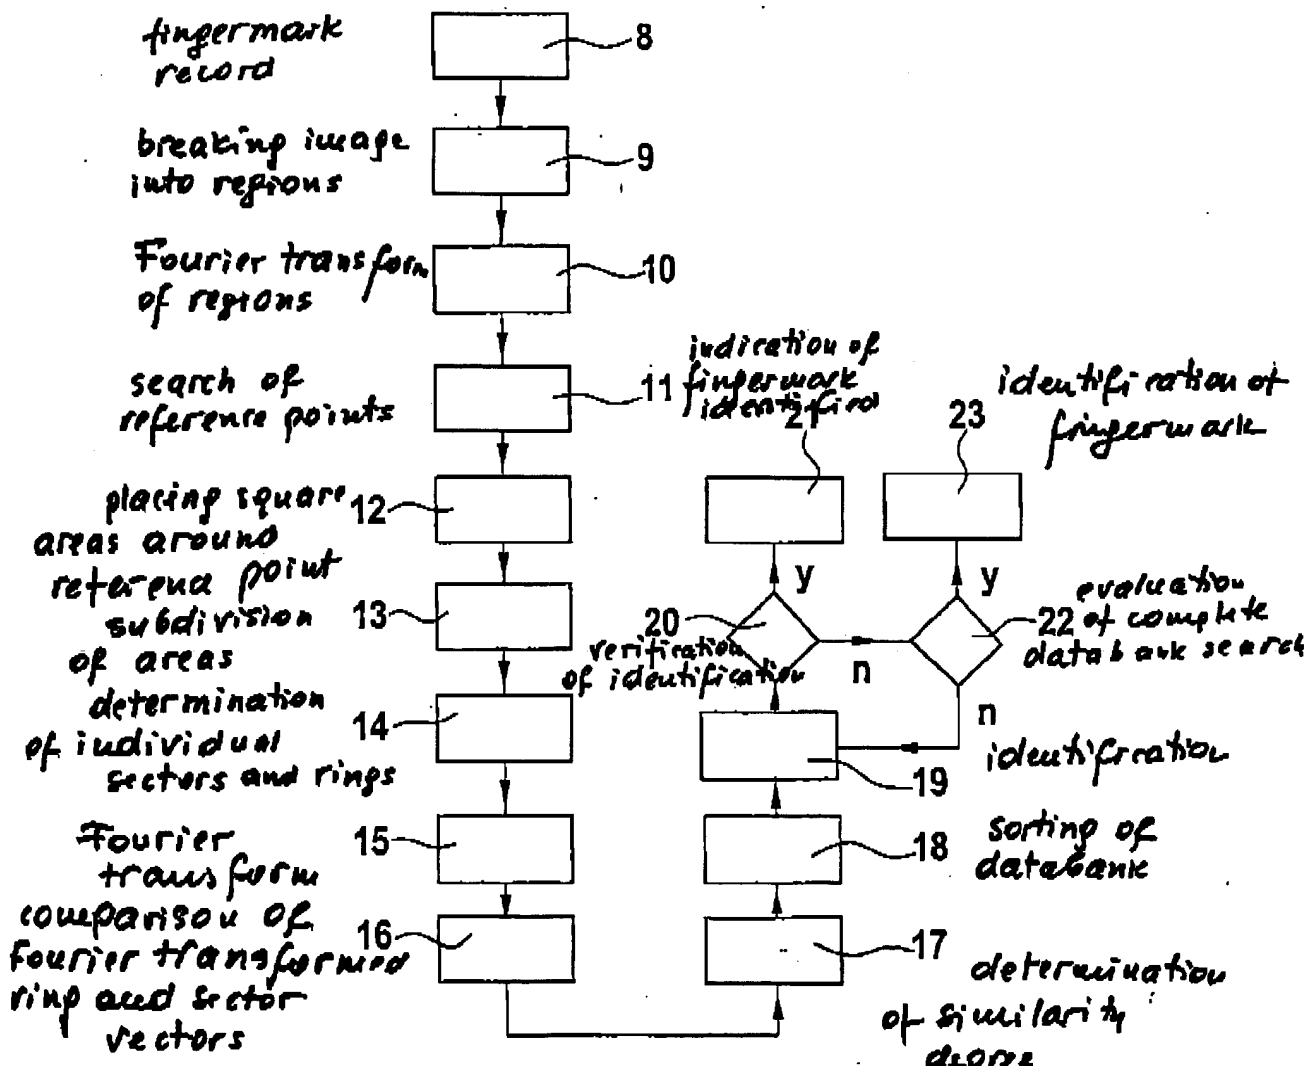 fingermark
record
8
breaking image
into regions
9
Fourier transform
of regions
10
search of
reference points
11
placing square
areas around
reference point
12
subdivision
of areas
13
determination
of individual
sectors and rings
14
Fourier
transform
15
comparison of
Fourier transformed
ring and sector
vectors
16
indication of
fingermark
identified
21
identification of
fingermark
23
y
y
20
verification
of identification
n
22
evaluation
of complete
databank search
n
identification
19
sorting of
databank
18
17
determination
of similarity
degree